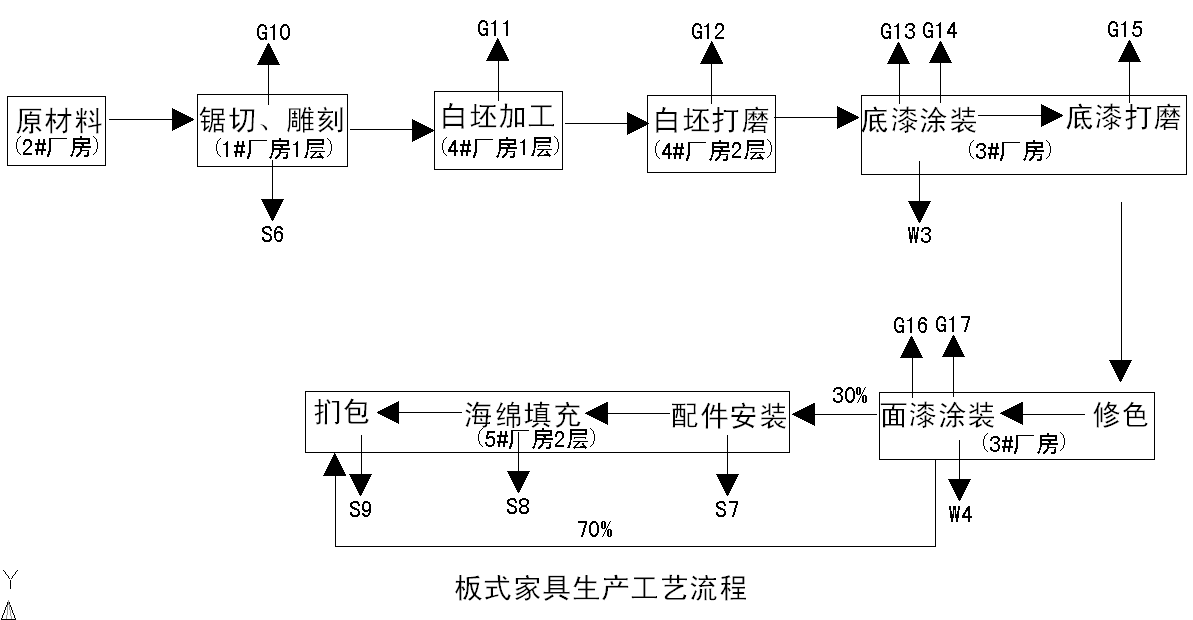 G10
G11
G12
G13 G14
G15
原材料
(2#厂房)
锯切、雕刻
(1#厂房1层)
白坯加工
(4#厂房1层)
白坯打磨
(4#厂房2层)
底漆涂装
底漆打磨
(3#厂房)
S6
W3
G16 G17
扪包
海绵填充
(5#厂房2层)
配件安装
30%
面漆涂装
修色
(3#厂房)
S9
S8
S7
W4
70%
板式家具生产工艺流程
Y